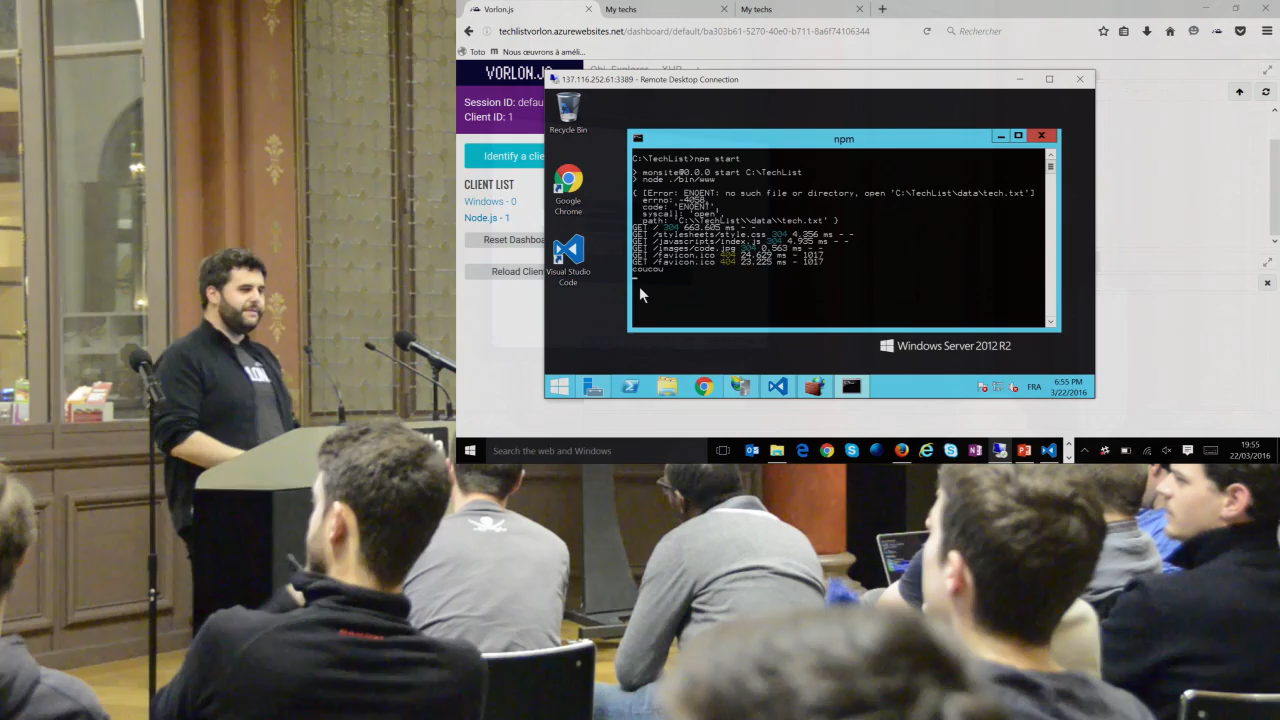 Vorlon.js
My techs
My techs
techlistvorlon.azurewebsites.net/dashboard/default/ba303b61-5270-40e0-b711-8a6f74106344
Rechercher
Toto
Nous œuvrons à améli...
VORLON.J
Obj. Explorer XHR
137.116.252.61:3389 - Remote Desktop Connection
Session ID: defau
Client ID: 1
Identify a clie
CLIENT LIST
Windows - 0
Node.js - 1
Reset Dashboa
Reload Clien
Recycle Bin
Google
Chrome
Visual Studio
Code
npm
C:\TechList>npm start
> monsite@0.0.0 start C:\TechList
> node ./bin/www
{ [Error: ENOENT: no such file or directory, open 'C:\TechList\data\tech.txt']
errno: -4058,
code: 'ENOENT',
syscall: 'open',
path: 'C:\\TechList\\data\\tech.txt' }
GET / 304 663.605 ms - -
GET /stylesheets/style.css 304 4.356 ms - -
GET /javascripts/index.js 304 4.935 ms - -
GET /images/code.jpg 304 0.563 ms - -
GET /favicon.ico 404 24.629 ms - 1017
GET /favicon.ico 404 23.225 ms - 1017
coucou
Windows Server 2012 R2
FRA
6:55 PM
3/22/2016
Search the web and Windows
19:55
22/03/2016